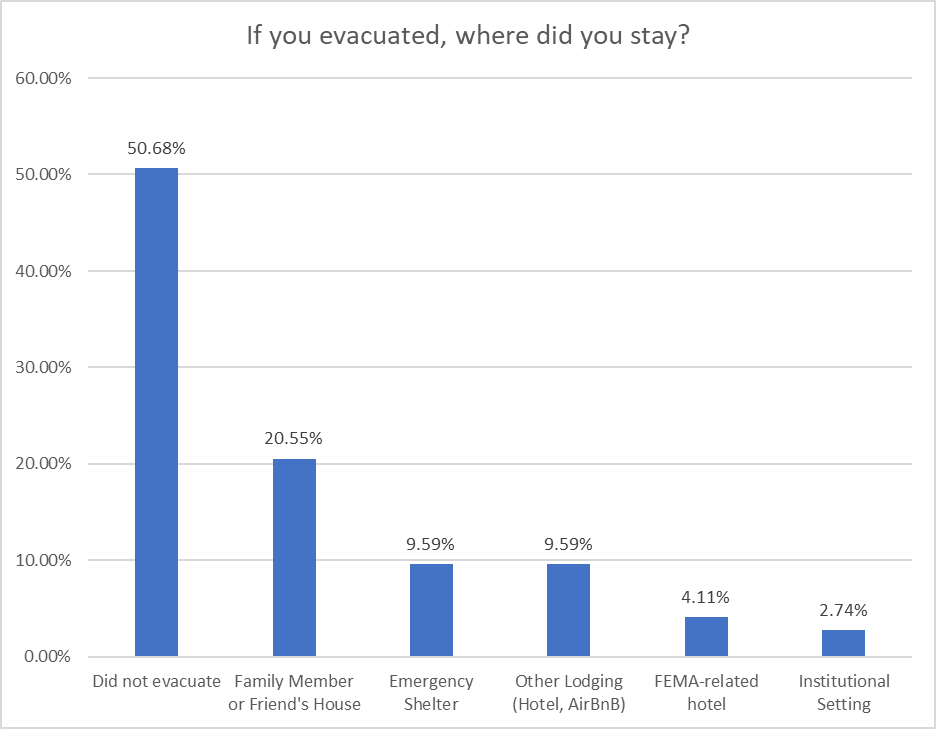 If you evacuated, where did you stay?
60.00%
50.00%
40.00%
30.00%
20.00%
10.00%
0.00%
50.68%
20.55%
9.59%
9.59%
4.11%
2.74%
Did not evacuate
Family Member
or Friend's House
Emergency
Shelter
Other Lodging
(Hotel, AirBnB)
FEMA-related
hotel
Institutional
Setting